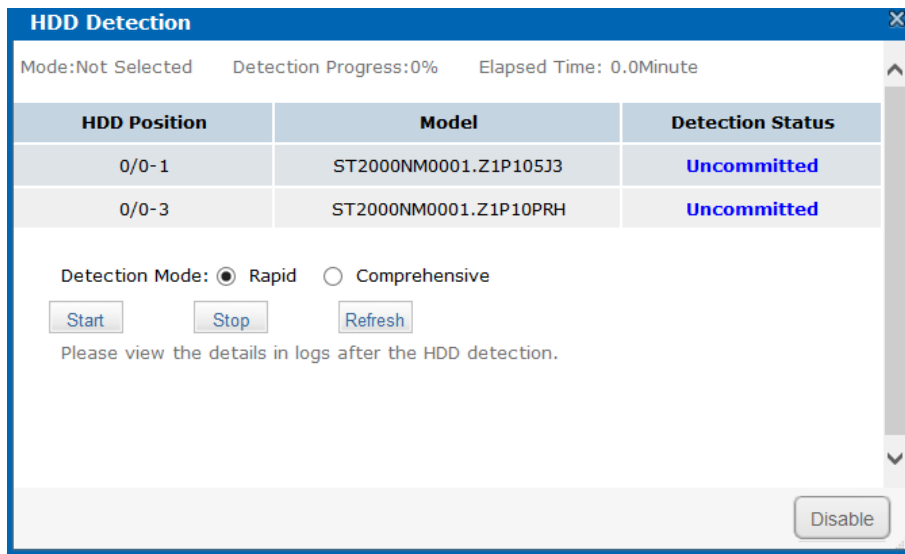 HDD Detection
Mode:Not Selected Detection Progress:0% Elapsed Time: 0.0Minute
HDD Position Model Detection Status
0/0-1 ST2000NM0001.Z1P105J3 Uncommitted
0/0-3 ST2000NM0001.Z1P10PRH Uncommitted
Detection Mode: Rapid Comprehensive
Start Stop Refresh
Please view the details in logs after the HDD detection.
Disable